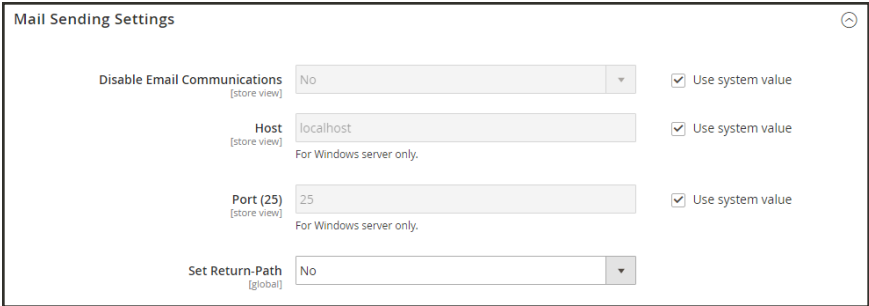 Mail Sending Settings
Disable Email Communications No Use system value
[store view]
Host localhost Use system value
[store view]
For Windows server only.
Port (25) 25 Use system value
[store view]
For Windows server only.
Set Return-Path No
[global]